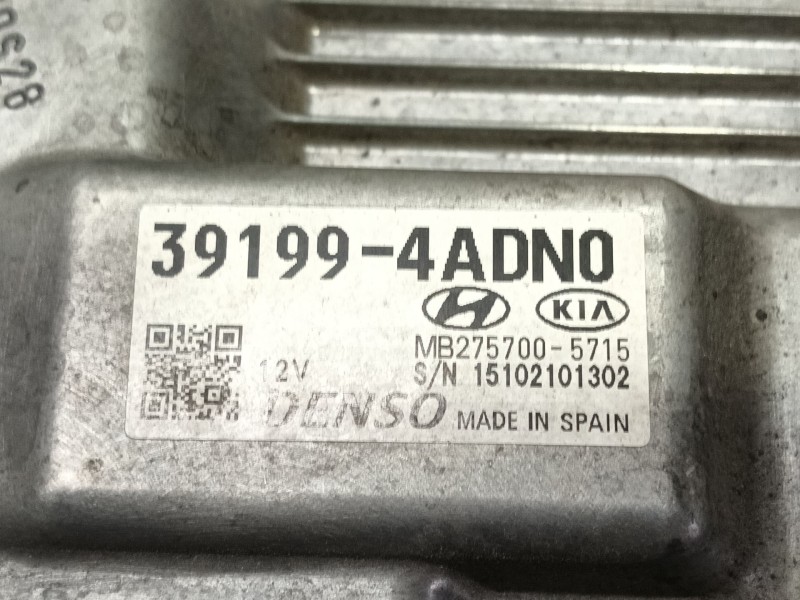 39199-4ADN0
KIA
MB275700-5715
12V
S/N 15102101302
DENSO
MADE IN SPAIN